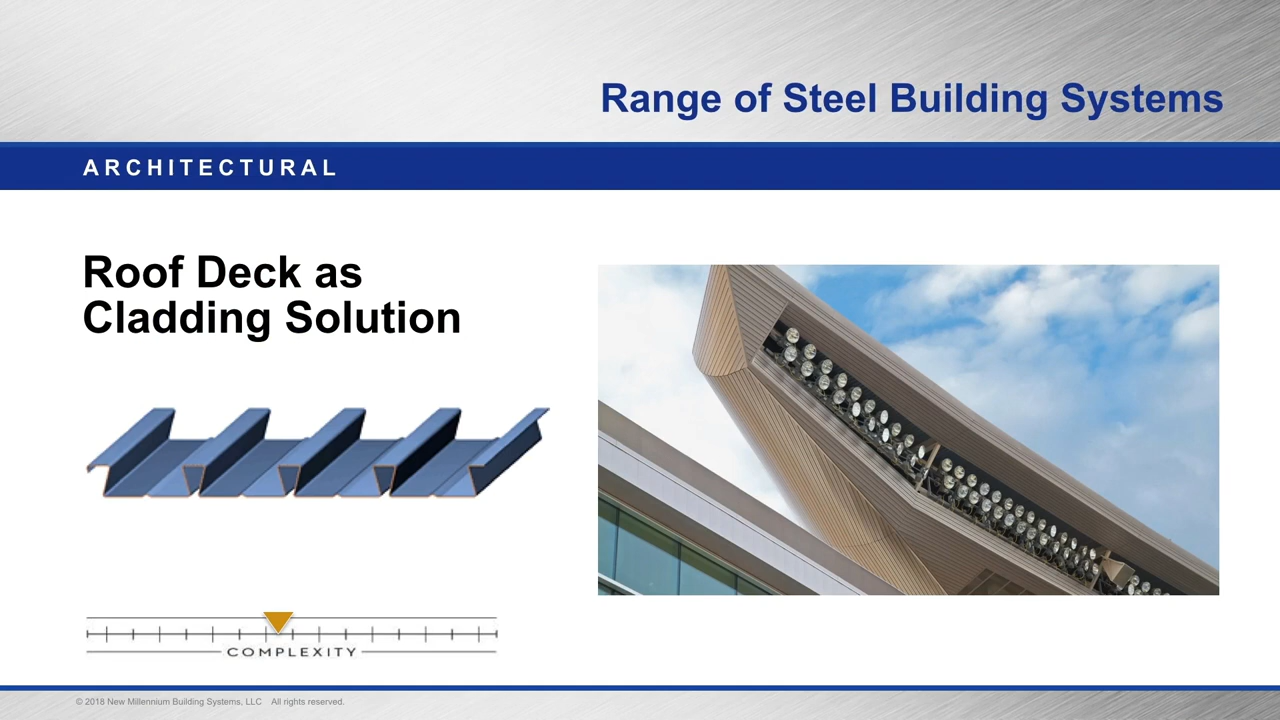 Range of Steel Building Systems
ARCHITECTURAL
Roof Deck as
Cladding Solution
COMPLEXITY
© 2018 New Millennium Building Systems, LLC All rights reserved.